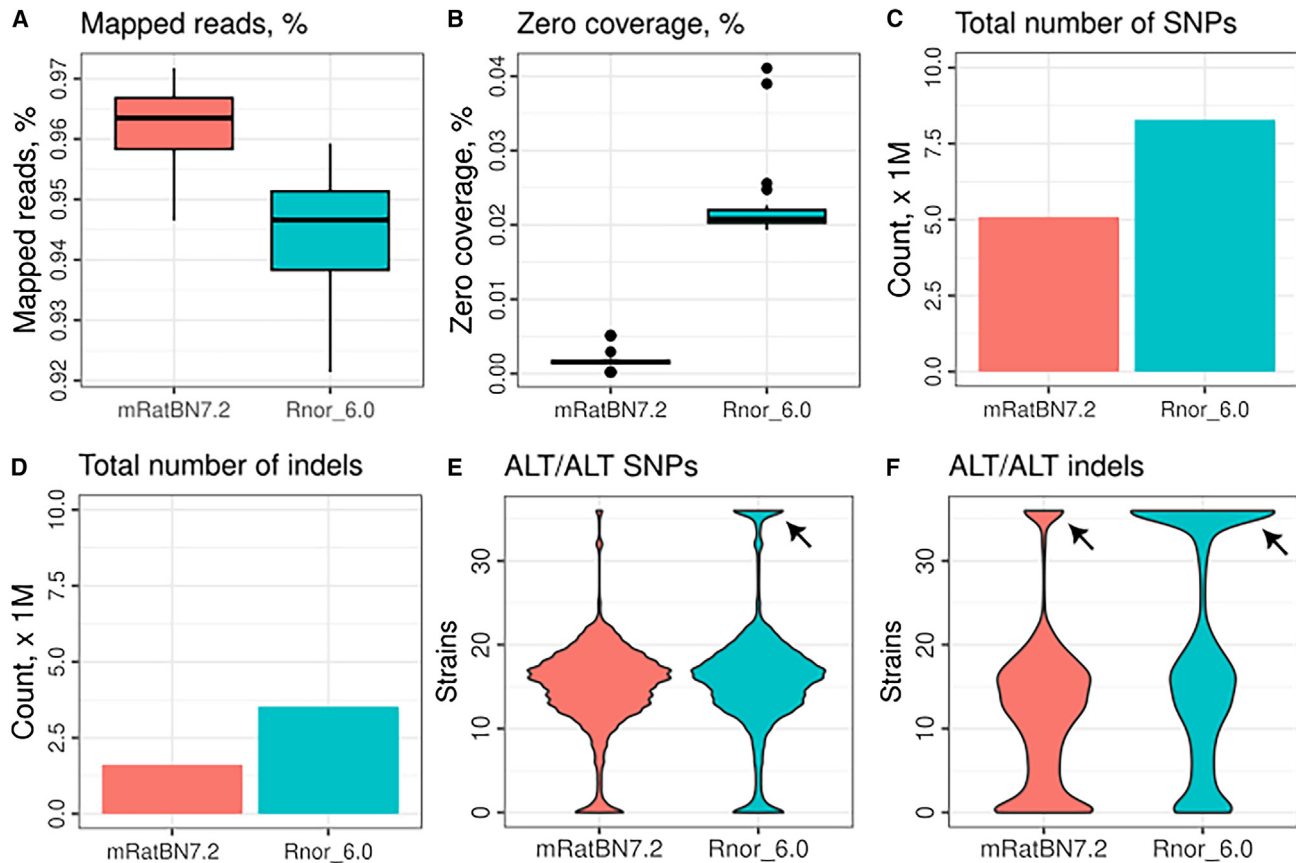 A Mapped reads, %
Mapped reads, %
0.97
0.96
0.95
0.94
0.93
0.92
mRatBN7.2 Rnor_6.0
B Zero coverage, %
Zero coverage, %
0.04
0.03
0.02
0.01
0.00
mRatBN7.2 Rnor_6.0
C Total number of SNPs
Count, x 1M
10.0
7.5
5.0
2.5
0.0
mRatBN7.2 Rnor_6.0
D Total number of indels
Count, x 1M
10.0
7.5
5.0
2.5
0.0
mRatBN7.2 Rnor_6.0
E ALT/ALT SNPs
Strains
30
20
10
0
mRatBN7.2 Rnor_6.0
F ALT/ALT indels
Strains
30
20
10
0
mRatBN7.2 Rnor_6.0